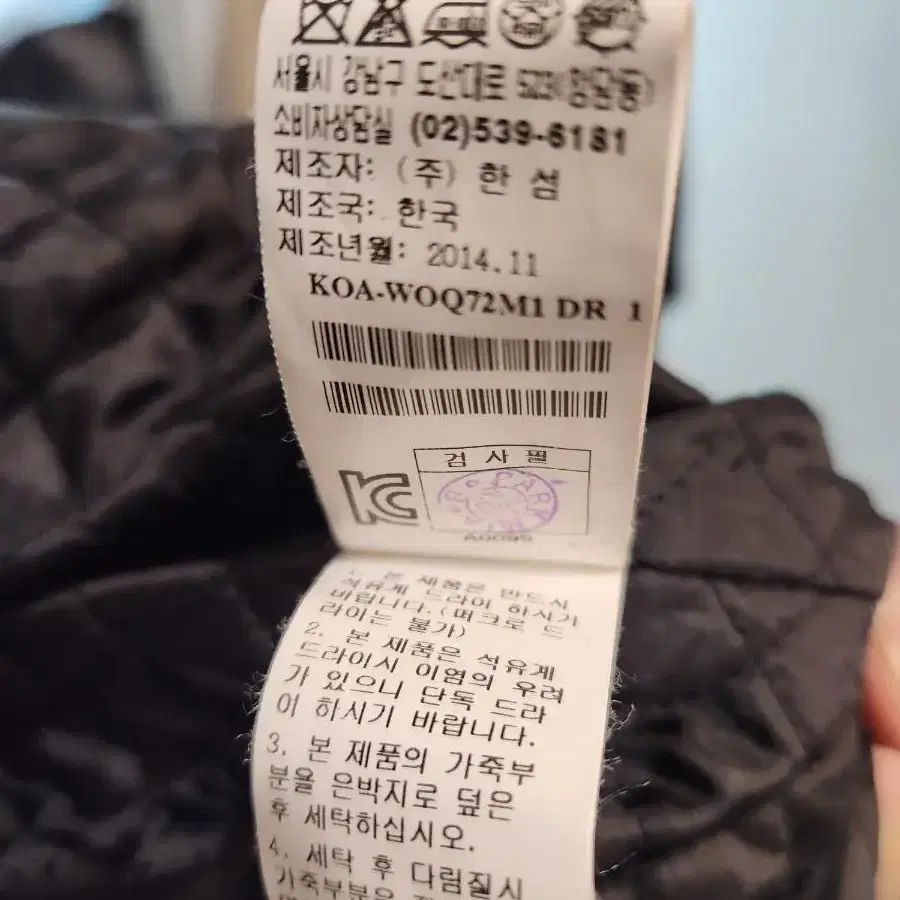 서울시 강남구 도산대로 523(청담동)
소비자상담실 (02)539-6181
제조자: (주) 한 섬
제조국: 한국
제조년월: 2014.11
KOA-WOQ72M1 DR 1
검 사 필
KC
A0095
1. 본 제품은 반드시
석유계 드라이 하시기
바랍니다.(퍼크로 드
라이는 불가)
2. 본 제품은 석유계
드라이시 이염의 우려
가 있으니 단독 드라
이 하시기 바랍니다.
3. 본 제품의 가죽부
분을 은박지로 덮은
후 세탁하십시오.
4. 세탁 후 다림질시
가죽부분은